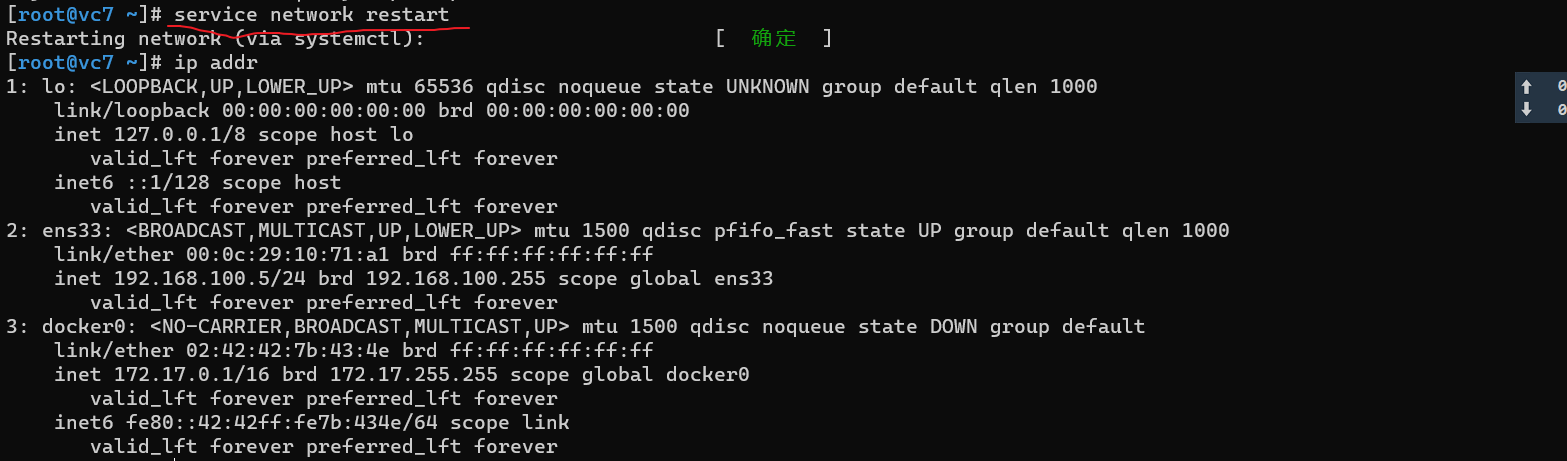 [root@vc7 ~]# service network restart
Restarting network (via systemctl): [ 确定 ]
[root@vc7 ~]# ip addr
1: lo: <LOOPBACK,UP,LOWER_UP> mtu 65536 qdisc noqueue state UNKNOWN group default qlen 1000
link/loopback 00:00:00:00:00:00 brd 00:00:00:00:00:00
inet 127.0.0.1/8 scope host lo
valid_lft forever preferred_lft forever
inet6 ::1/128 scope host
valid_lft forever preferred_lft forever
2: ens33: <BROADCAST,MULTICAST,UP,LOWER_UP> mtu 1500 qdisc pfifo_fast state UP group default qlen 1000
link/ether 00:0c:29:10:71:a1 brd ff:ff:ff:ff:ff:ff
inet 192.168.100.5/24 brd 192.168.100.255 scope global ens33
valid_lft forever preferred_lft forever
3: docker0: <NO-CARRIER,BROADCAST,MULTICAST,UP> mtu 1500 qdisc noqueue state DOWN group default
link/ether 02:42:42:7b:43:4e brd ff:ff:ff:ff:ff:ff
inet 172.17.0.1/16 brd 172.17.255.255 scope global docker0
valid_lft forever preferred_lft forever
inet6 fe80::42:42ff:fe7b:434e/64 scope link
valid_lft forever preferred_lft forever